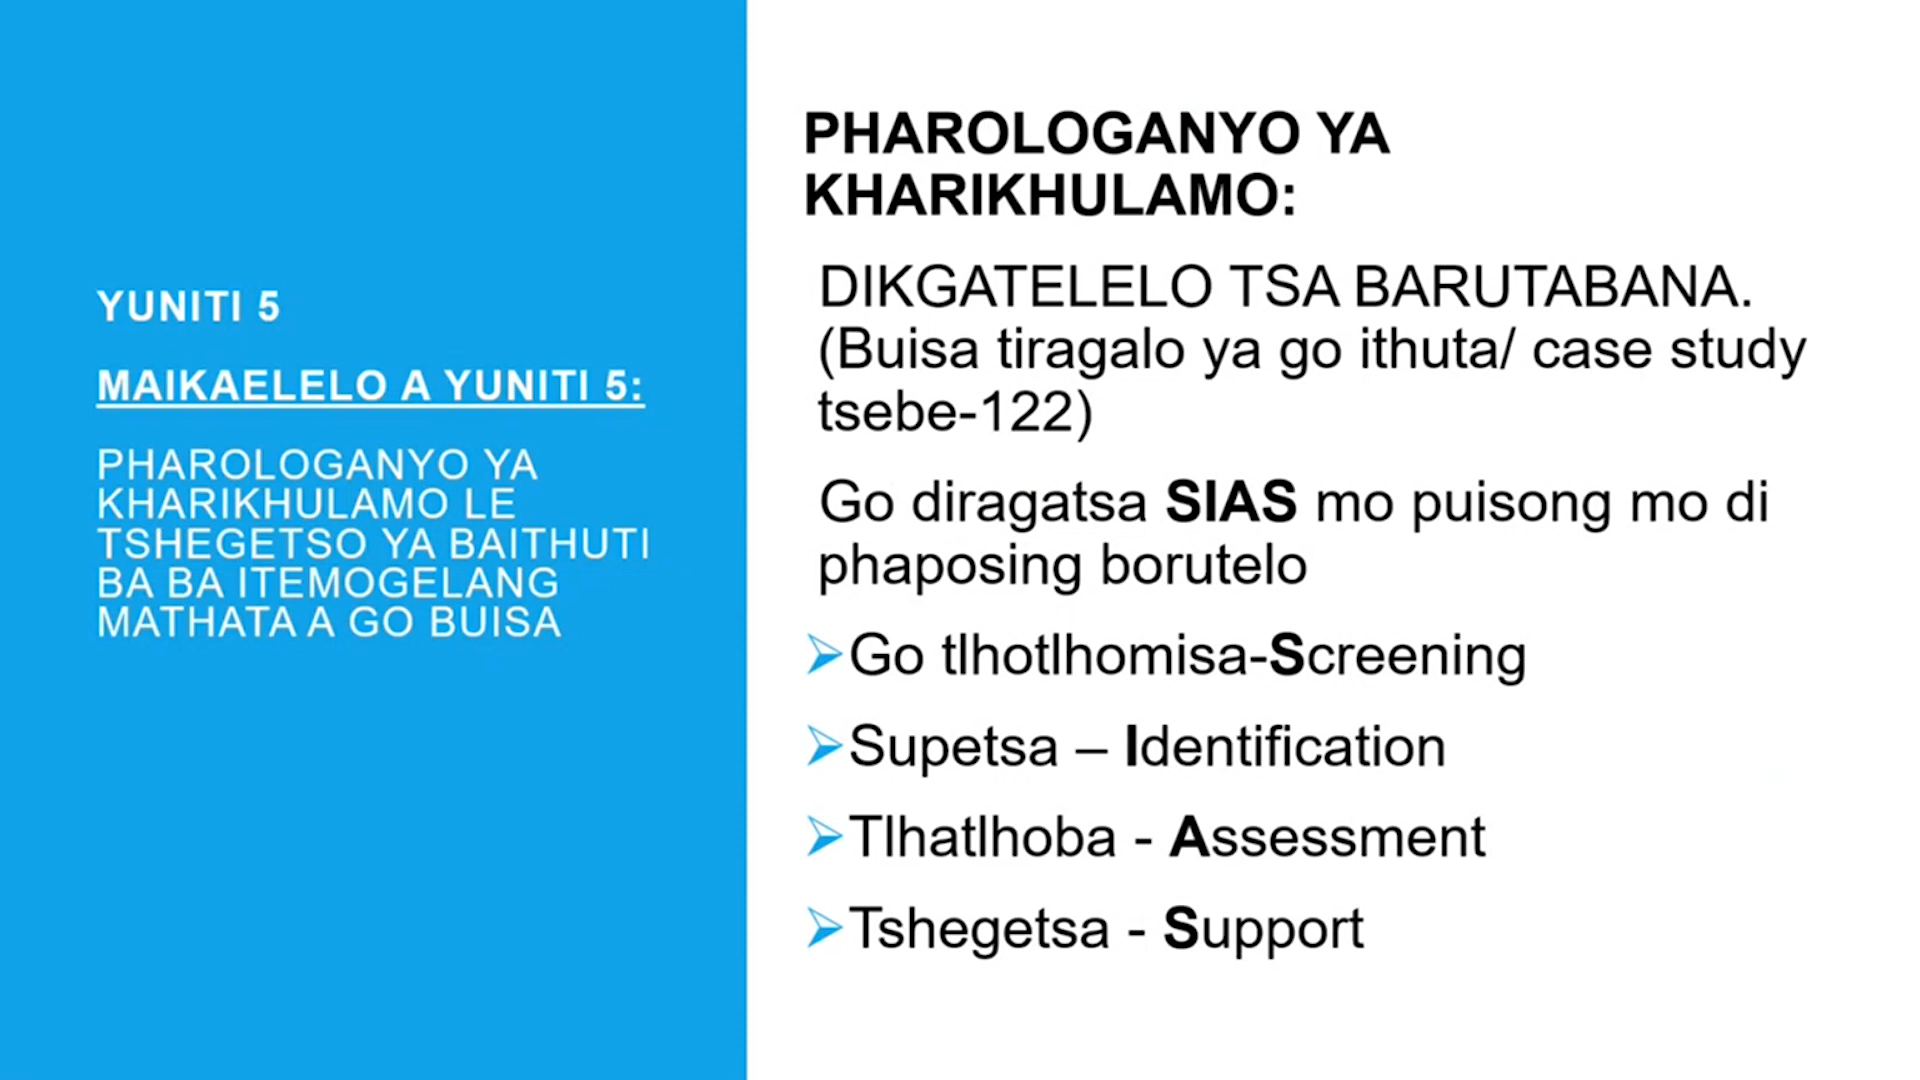 YUNITI 5
MAIKAELELO A YUNITI 5:
PHAROLOGANYO YA
KHARIKHULAMO LE
TSHEGETSO YA BAITHUTI
BA BA ITEMOGELANG
MATHATA A GO BUISA
PHAROLOGANYO YA
KHARIKHULAMO:
DIKGATELELO TSA BARUTABANA.
(Buisa tiragalo ya go ithuta/ case study
tsebe-122)
Go diragatsa SIAS mo puisong mo di
phaposing borutelo
Go tlhotlhomisa-Screening
Supetsa – Identification
Tlhatlhoba - Assessment
Tshegetsa - Support